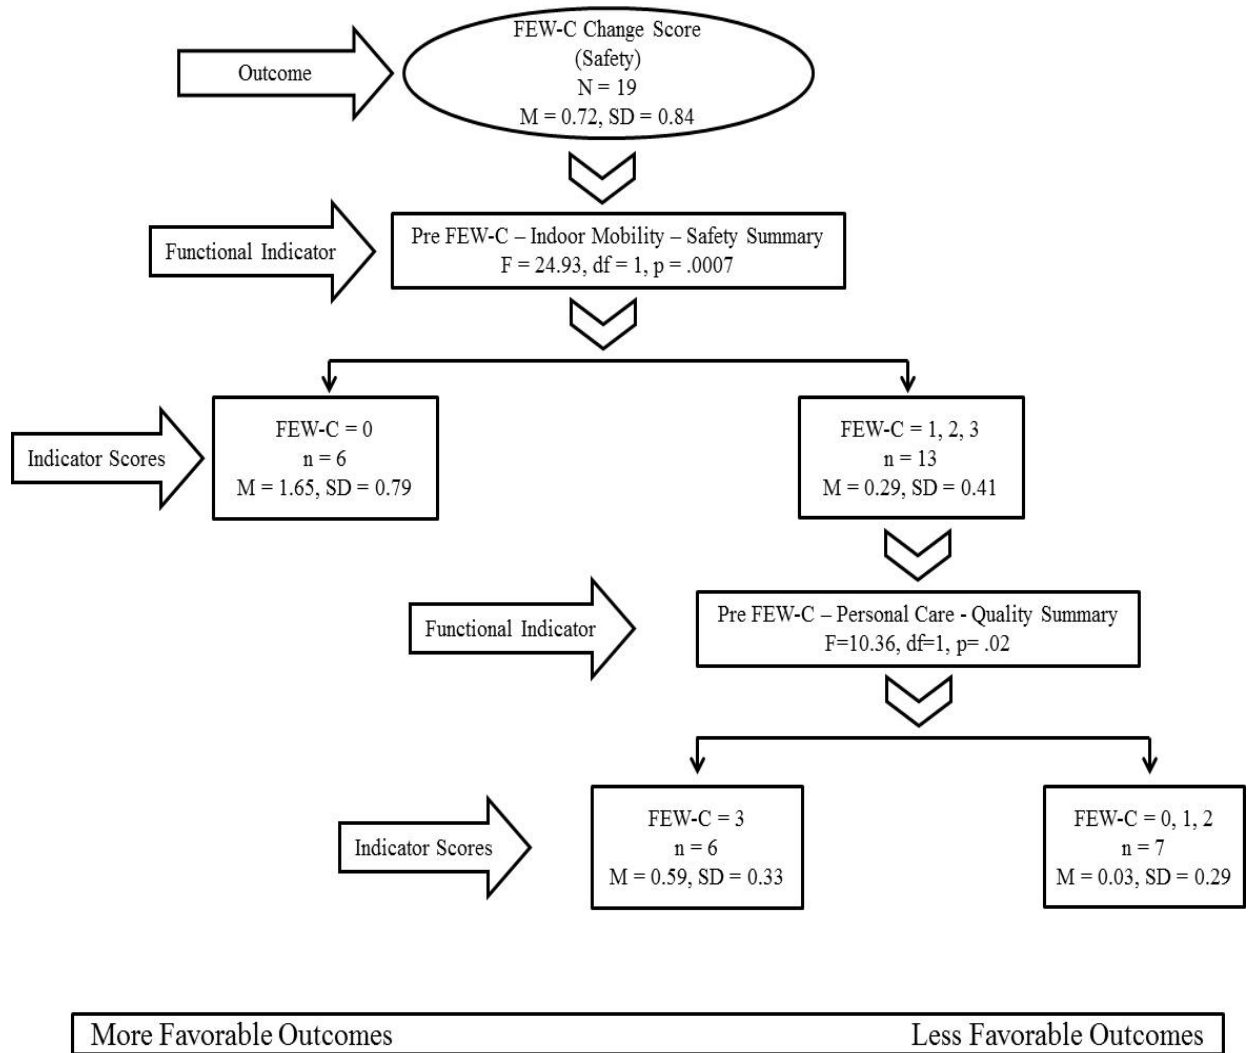 FEW-C Change Score
(Safety)
N = 19
M = 0.72, SD = 0.84
Outcome
Pre FEW-C – Indoor Mobility – Safety Summary
F = 24.93, df = 1, p = .0007
Functional Indicator
FEW-C = 0
n = 6
M = 1.65, SD = 0.79
FEW-C = 1, 2, 3
n = 13
M = 0.29, SD = 0.41
Indicator Scores
Pre FEW-C – Personal Care - Quality Summary
F=10.36, df=1, p= .02
Functional Indicator
FEW-C = 3
n = 6
M = 0.59, SD = 0.33
FEW-C = 0, 1, 2
n = 7
M = 0.03, SD = 0.29
Indicator Scores
More Favorable Outcomes
Less Favorable Outcomes